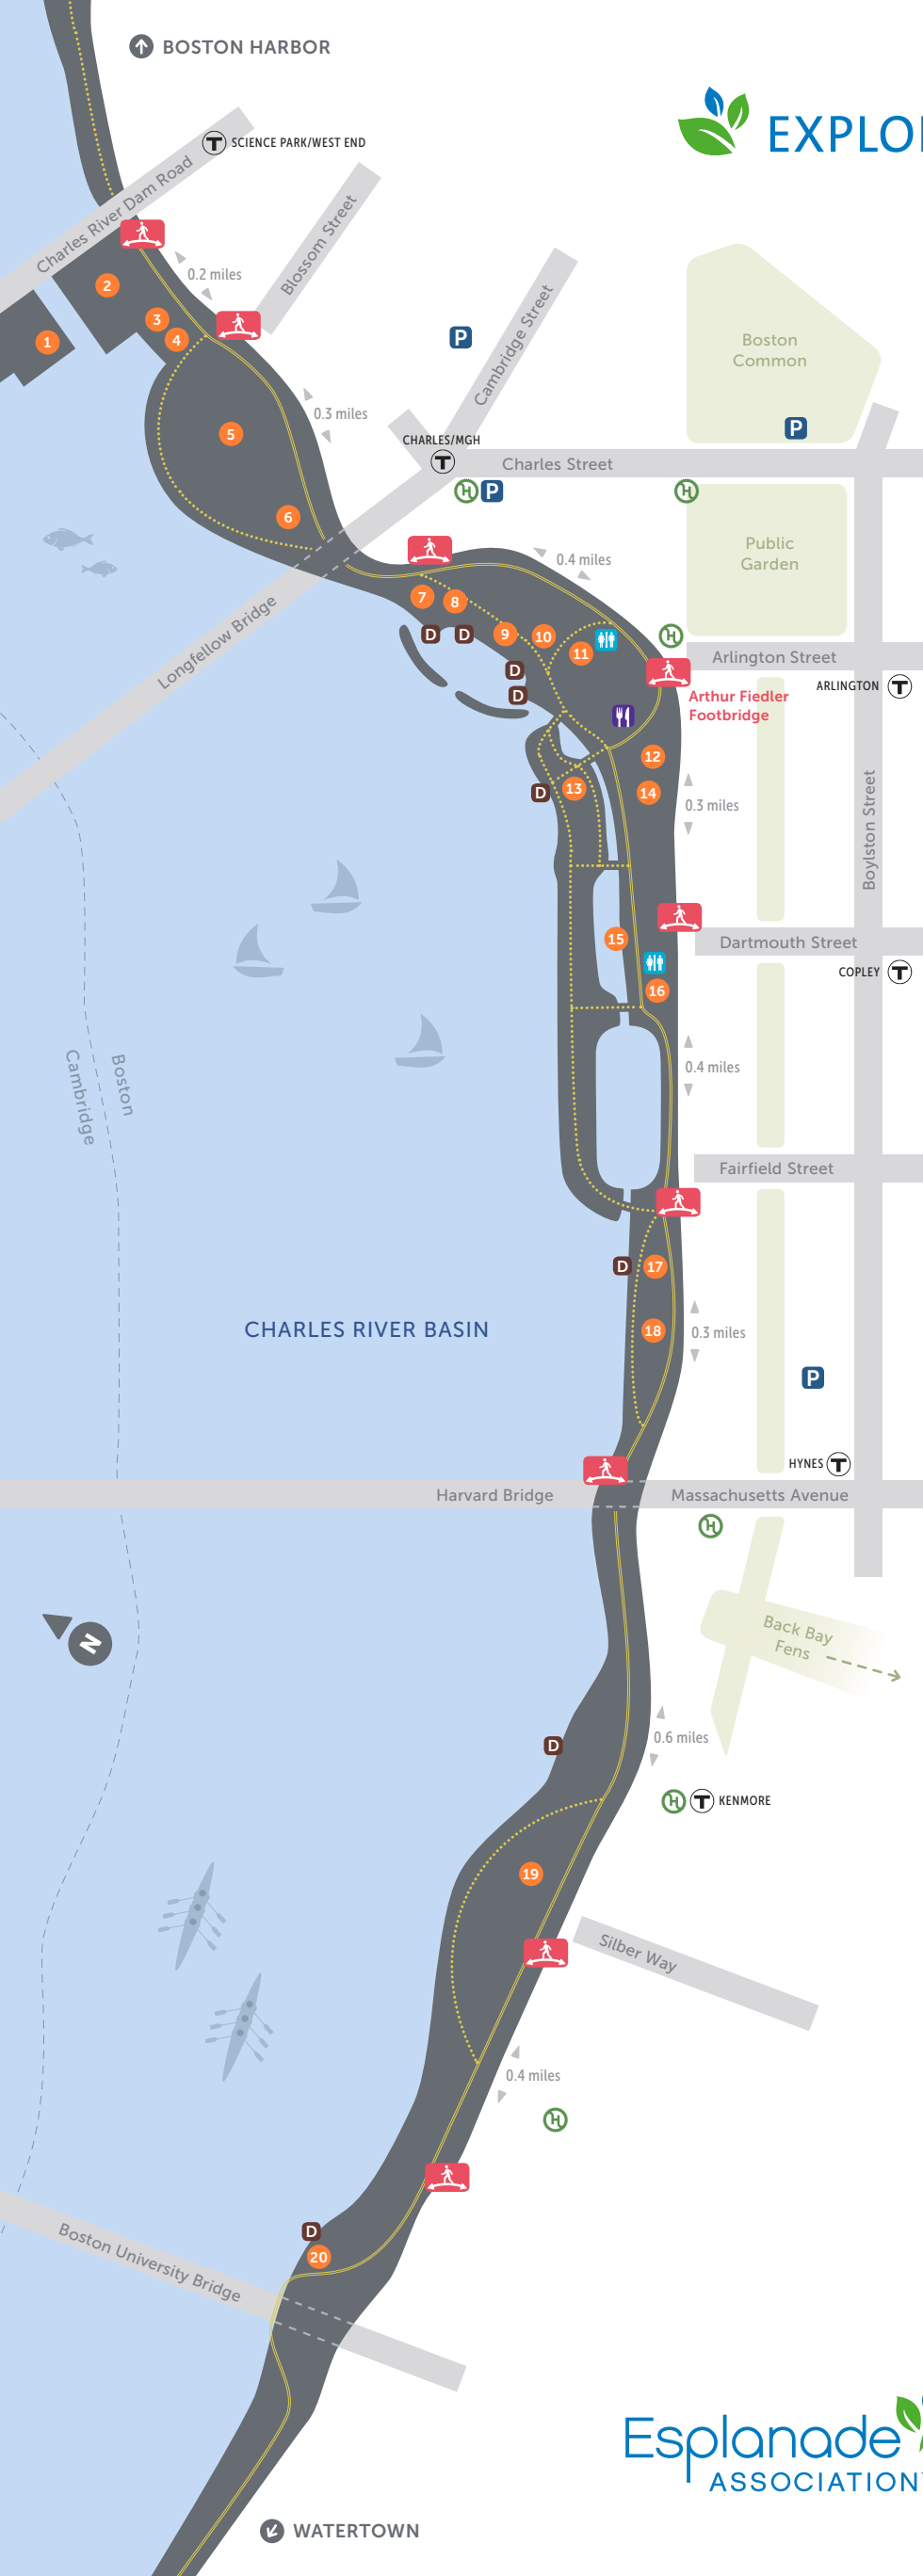 BOSTON HARBOR
EXPLO
T SCIENCE PARK/WEST END
Charles River Dam Road
Blossom Street
0.2 miles
2
3
4
1
Cambridge Street
P
Boston
Common
0.3 miles
P
5
CHARLES/MGH
T
Charles Street
H P
H
6
Public
Garden
0.4 miles
7
8
Longfellow Bridge
D D
9
10
11
H
Arlington Street
D
D
ARLINGTON T
Arthur Fiedler
Footbridge
12
13
14
D
0.3 miles
Boylston Street
15
Dartmouth Street
COPLEY T
16
Boston
Cambridge
0.4 miles
Fairfield Street
D
17
CHARLES RIVER BASIN
18
0.3 miles
P
HYNES T
Harvard Bridge
Massachusetts Avenue
H
N
Back Bay
Fens
0.6 miles
D
H T KENMORE
19
Silber Way
0.4 miles
H
D
20
Boston University Bridge
Esplanade
ASSOCIATION
WATERTOWN